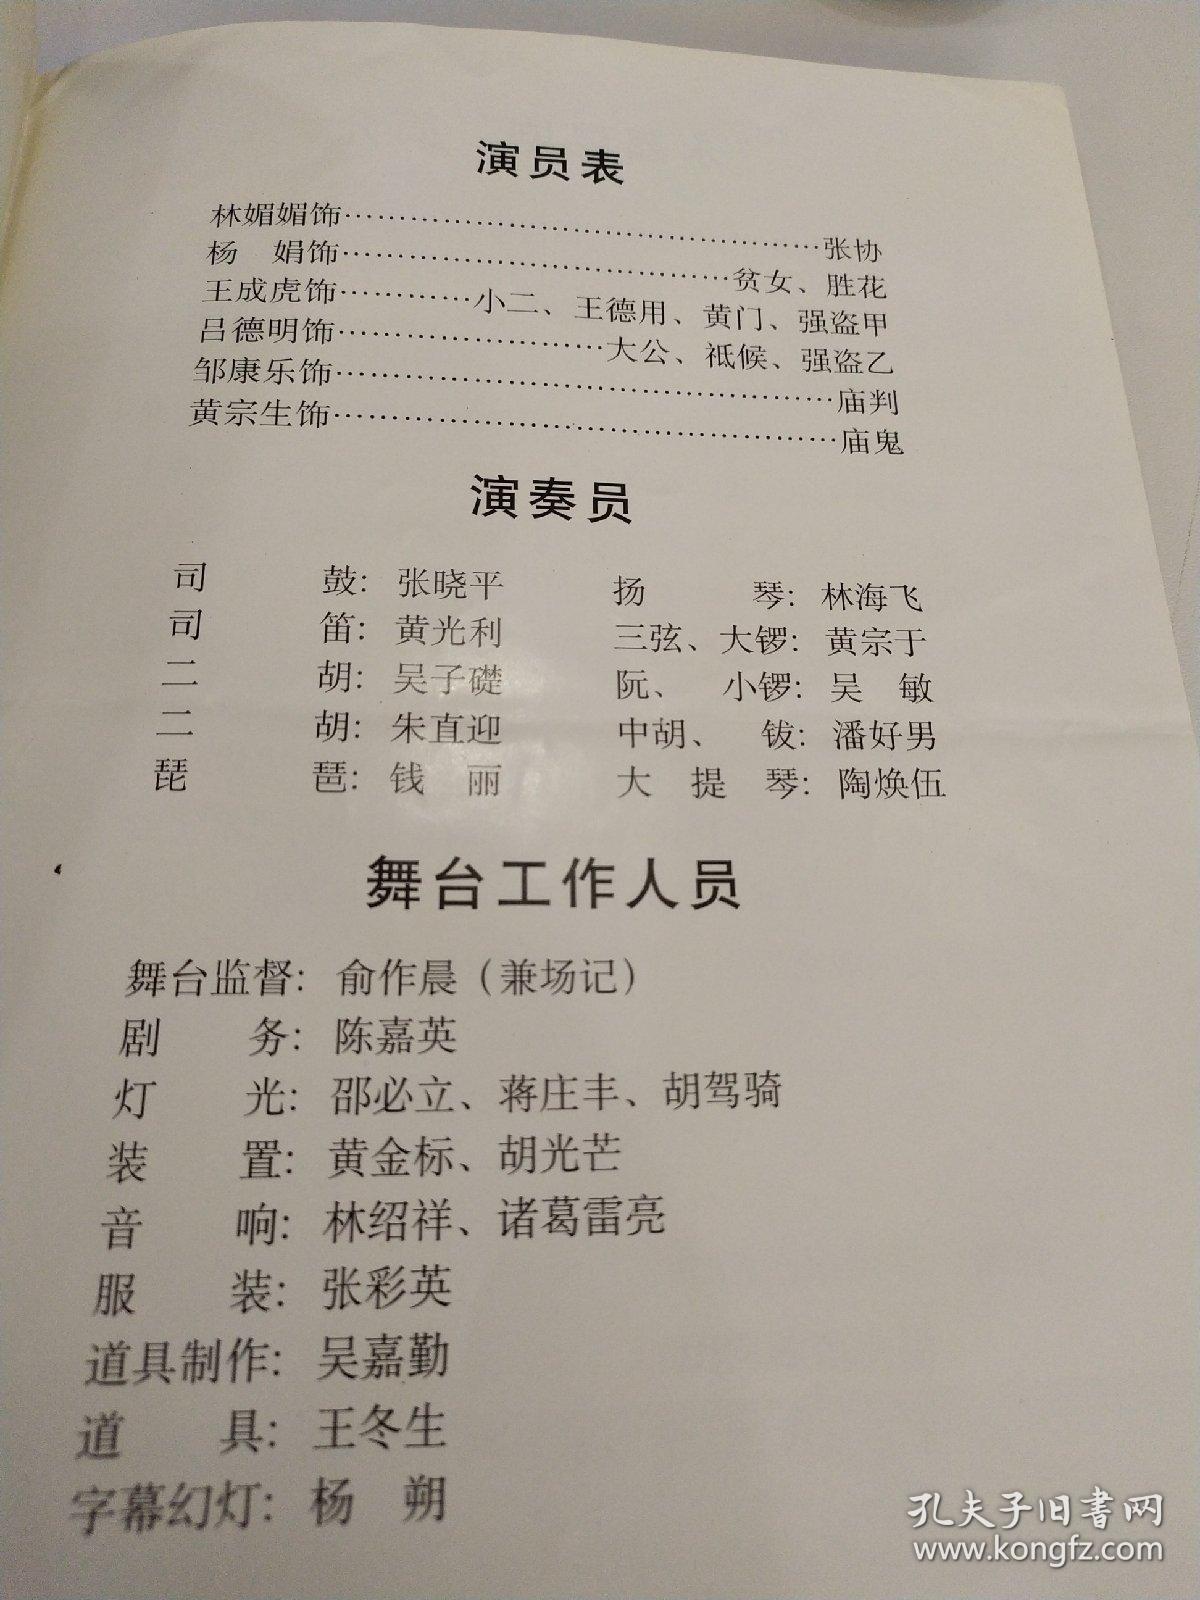 演员表
林媚媚饰……………………………………………张协
杨　娟饰…………………………………贫女、胜花
王成虎饰…………小二、王德用、黄门、强盗甲
吕德明饰………………………大公、祗候、强盗乙
邹康乐饰……………………………………………庙判
黄宗生饰……………………………………………庙鬼
演奏员
司　　鼓：张晓平　扬　　琴：林海飞
司　　笛：黄光利　三弦、大锣：黄宗于
二　　胡：吴子礎　阮、　小锣：吴　敏
二　　胡：朱直迎　中胡、　钹：潘好男
琵　　琶：钱　丽　大　提　琴：陶焕伍
舞台工作人员
舞台监督：俞作晨（兼场记）
剧　　务：陈嘉英
灯　　光：邵必立、蒋庄丰、胡驾骑
装　　置：黄金标、胡光芒
音　　响：林绍祥、诸葛雷亮
服　　装：张彩英
道具制作：吴嘉勤
道　　具：王冬生
字幕幻灯：杨　朔
孔夫子旧书网
www.kongfz.com